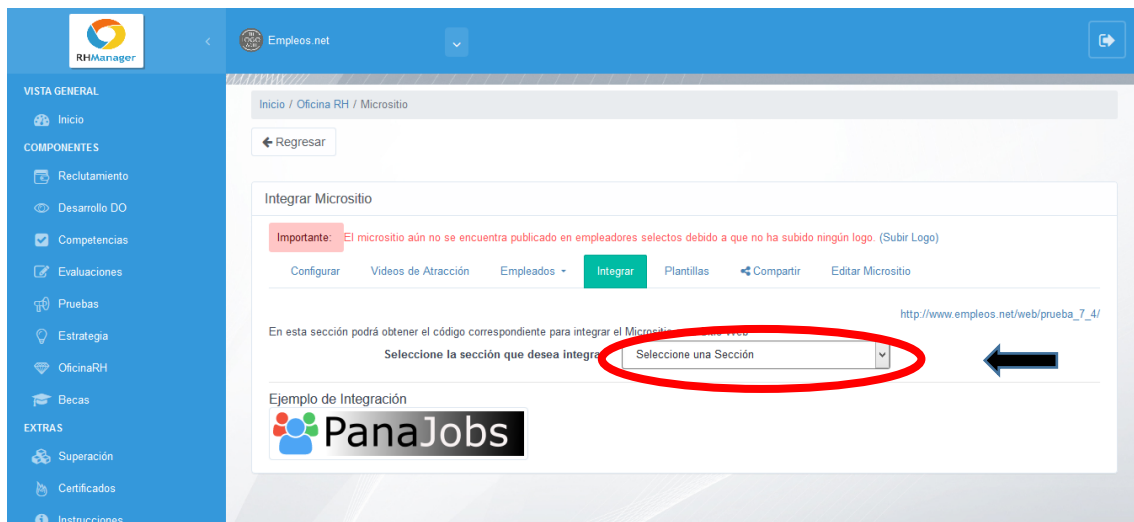 RHManager
Empleos.net
VISTA GENERAL
Inicio
COMPONENTES
Reclutamiento
Desarrollo DO
Competencias
Evaluaciones
Pruebas
Estrategia
OficinaRH
Becas
EXTRAS
Superación
Certificados
Instrucciones
Inicio / Oficina RH / Micrositio
Regresar
Integrar Micrositio
Importante: El micrositio aún no se encuentra publicado en empleadores selectos debido a que no ha subido ningún logo. (Subir Logo)
Configurar Videos de Atracción Empleados Integrar Plantillas Compartir Editar Micrositio
http://www.empleos.net/web/prueba_7_4/
En esta sección podrá obtener el código correspondiente para integrar el
Seleccione la sección que desea integra Seleccione una Sección
Ejemplo de Integración
PanaJobs